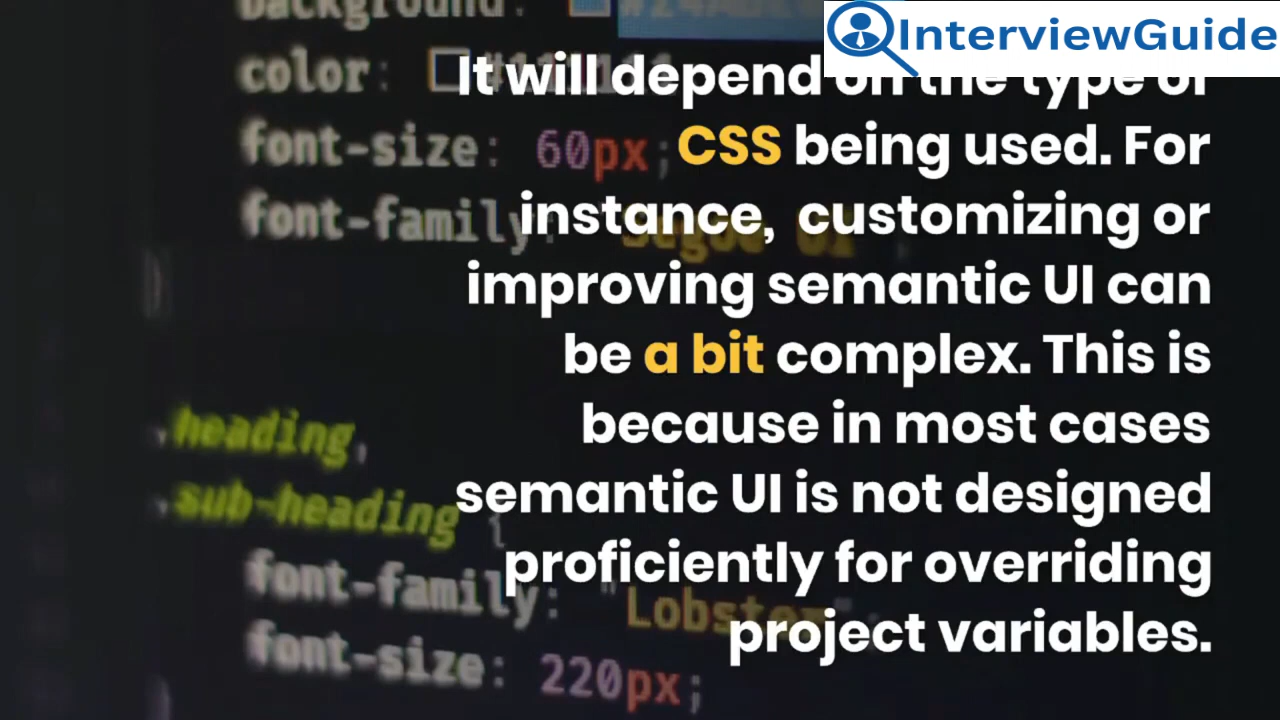 InterviewGuide
It will depend on the type of
CSS being used. For
instance, customizing or
improving semantic UI can
be a bit complex. This is
because in most cases
semantic UI is not designed
proficiently for overriding
project variables.
background:
color:
font-size: 60px;
font-family:
}
.heading,
.sub-heading {
font-family: "Lobster";
font-size: 220px;